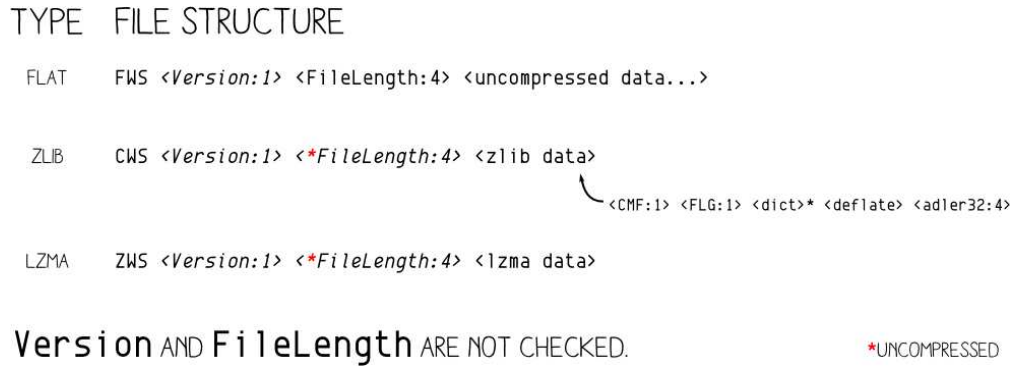 TYPE FILE STRUCTURE
FLAT FWS <Version:1> <FileLength:4> <uncompressed data...>
ZLIB CWS <Version:1> <*FileLength:4> <zlib data>
<CMF:1> <FLG:1> <dict>* <deflate> <adler32:4>
LZMA ZWS <Version:1> <*FileLength:4> <lzma data>
Version AND FileLength ARE NOT CHECKED.
*UNCOMPRESSED